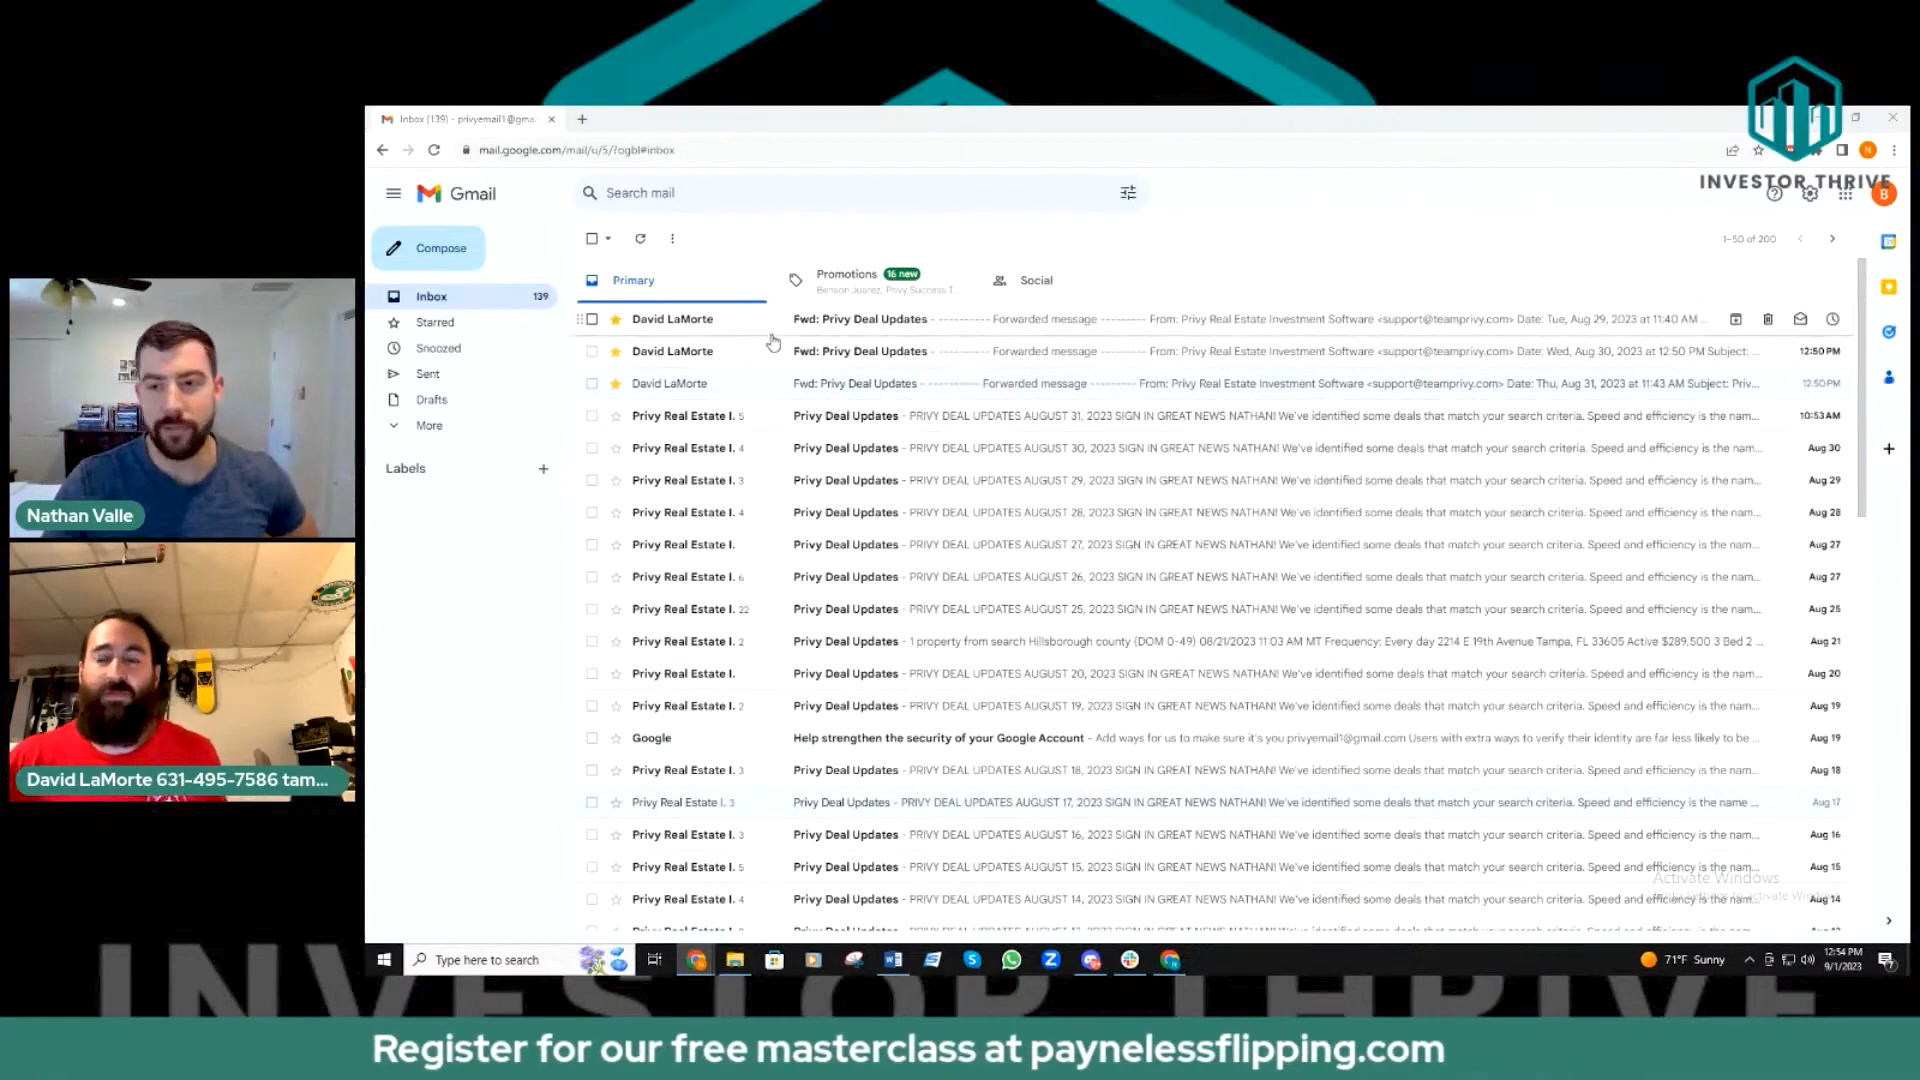 INVESTOR THRIVE
Inbox (139) - privyemail1@gma
mail.google.com/mail/u/5/?ogbl#inbox
N
Gmail
Search mail
B
Compose
1–50 of 200
Inbox 139
Starred
Snoozed
Sent
Drafts
More
Labels
Primary
Promotions 16 new
Benson Juarez, Privy Success T...
Social
David LaMorte Fwd: Privy Deal Updates - ---------- Forwarded message ---------- From: Privy Real Estate Investment Software <support@teamprivy.com> Date: Tue, Aug 29, 2023 at 11:40 AM ...
David LaMorte Fwd: Privy Deal Updates - ---------- Forwarded message ---------- From: Privy Real Estate Investment Software <support@teamprivy.com> Date: Wed, Aug 30, 2023 at 12:50 PM Subject: ... 12:50 PM
David LaMorte Fwd: Privy Deal Updates - ---------- Forwarded message ---------- From: Privy Real Estate Investment Software <support@teamprivy.com> Date: Thu, Aug 31, 2023 at 11:43 AM Subject: Priv... 12:50 PM
Privy Real Estate I. 5 Privy Deal Updates - PRIVY DEAL UPDATES AUGUST 31, 2023 SIGN IN GREAT NEWS NATHAN! We've identified some deals that match your search criteria. Speed and efficiency is the nam... 10:53 AM
Privy Real Estate I. 4 Privy Deal Updates - PRIVY DEAL UPDATES AUGUST 30, 2023 SIGN IN GREAT NEWS NATHAN! We've identified some deals that match your search criteria. Speed and efficiency is the nam... Aug 30
Privy Real Estate I. 3 Privy Deal Updates - PRIVY DEAL UPDATES AUGUST 29, 2023 SIGN IN GREAT NEWS NATHAN! We've identified some deals that match your search criteria. Speed and efficiency is the nam... Aug 29
Privy Real Estate I. 4 Privy Deal Updates - PRIVY DEAL UPDATES AUGUST 28, 2023 SIGN IN GREAT NEWS NATHAN! We've identified some deals that match your search criteria. Speed and efficiency is the nam... Aug 28
Privy Real Estate I. Privy Deal Updates - PRIVY DEAL UPDATES AUGUST 27, 2023 SIGN IN GREAT NEWS NATHAN! We've identified some deals that match your search criteria. Speed and efficiency is the nam... Aug 27
Privy Real Estate I. 6 Privy Deal Updates - PRIVY DEAL UPDATES AUGUST 26, 2023 SIGN IN GREAT NEWS NATHAN! We've identified some deals that match your search criteria. Speed and efficiency is the nam... Aug 27
Privy Real Estate I. 22 Privy Deal Updates - PRIVY DEAL UPDATES AUGUST 25, 2023 SIGN IN GREAT NEWS NATHAN! We've identified some deals that match your search criteria. Speed and efficiency is the nam... Aug 25
Privy Real Estate I. 2 Privy Deal Updates - 1 property from search Hillsborough county (DOM 0-49) 08/21/2023 11:03 AM MT Frequency: Every day 2214 E 19th Avenue Tampa, FL 33605 Active $289,500 3 Bed 2 ... Aug 21
Privy Real Estate I. Privy Deal Updates - PRIVY DEAL UPDATES AUGUST 20, 2023 SIGN IN GREAT NEWS NATHAN! We've identified some deals that match your search criteria. Speed and efficiency is the nam... Aug 20
Privy Real Estate I. 2 Privy Deal Updates - PRIVY DEAL UPDATES AUGUST 19, 2023 SIGN IN GREAT NEWS NATHAN! We've identified some deals that match your search criteria. Speed and efficiency is the nam... Aug 19
Google Help strengthen the security of your Google Account - Add ways for us to make sure it's you privyemail1@gmail.com Users with extra ways to verify their identity are far less likely to be ... Aug 19
Privy Real Estate I. 3 Privy Deal Updates - PRIVY DEAL UPDATES AUGUST 18, 2023 SIGN IN GREAT NEWS NATHAN! We've identified some deals that match your search criteria. Speed and efficiency is the nam... Aug 18
Privy Real Estate I. 3 Privy Deal Updates - PRIVY DEAL UPDATES AUGUST 17, 2023 SIGN IN GREAT NEWS NATHAN! We've identified some deals that match your search criteria. Speed and efficiency is the name ... Aug 17
Privy Real Estate I. 3 Privy Deal Updates - PRIVY DEAL UPDATES AUGUST 16, 2023 SIGN IN GREAT NEWS NATHAN! We've identified some deals that match your search criteria. Speed and efficiency is the nam... Aug 16
Privy Real Estate I. 5 Privy Deal Updates - PRIVY DEAL UPDATES AUGUST 15, 2023 SIGN IN GREAT NEWS NATHAN! We've identified some deals that match your search criteria. Speed and efficiency is the nam... Aug 15
Privy Real Estate I. 4 Privy Deal Updates - PRIVY DEAL UPDATES AUGUST 14, 2023 SIGN IN GREAT NEWS NATHAN! We've identified some deals that match your search criteria. Speed and efficiency is the nam... Aug 14
Activate Windows
Nathan Valle
David LaMorte 631-495-7586 tam...
Type here to search
71°F Sunny
12:54 PM
9/1/2023
INVESTOR THRIVE
Register for our free masterclass at paynelessflipping.com